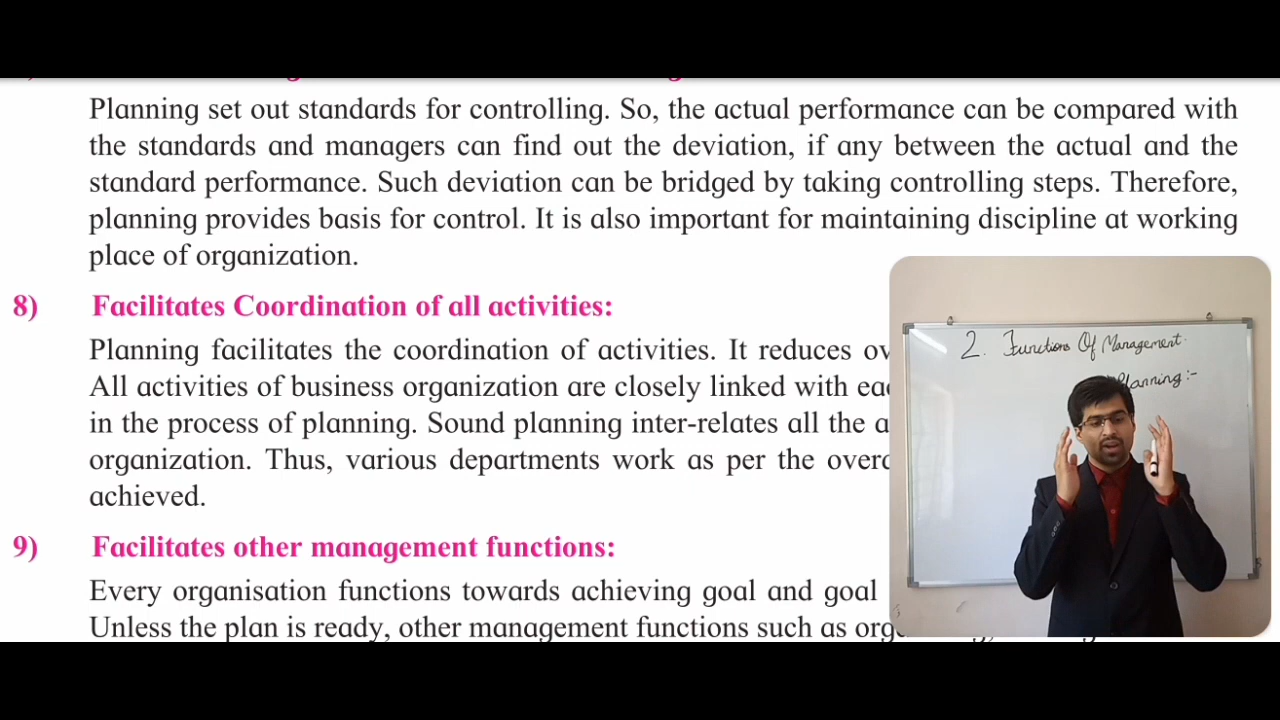 Planning set out standards for controlling. So, the actual performance can be compared with
the standards and managers can find out the deviation, if any between the actual and the
standard performance. Such deviation can be bridged by taking controlling steps. Therefore,
planning provides basis for control. It is also important for maintaining discipline at working
place of organization.
8) Facilitates Coordination of all activities:
Planning facilitates the coordination of activities. It reduces
All activities of business organization are closely linked with
in the process of planning. Sound planning inter-relates all the
organization. Thus, various departments work as per the
achieved.
9) Facilitates other management functions:
Every organisation functions towards achieving goal and goal
Unless the plan is ready, other management functions such as
2. Functions Of Management.
Planning:-